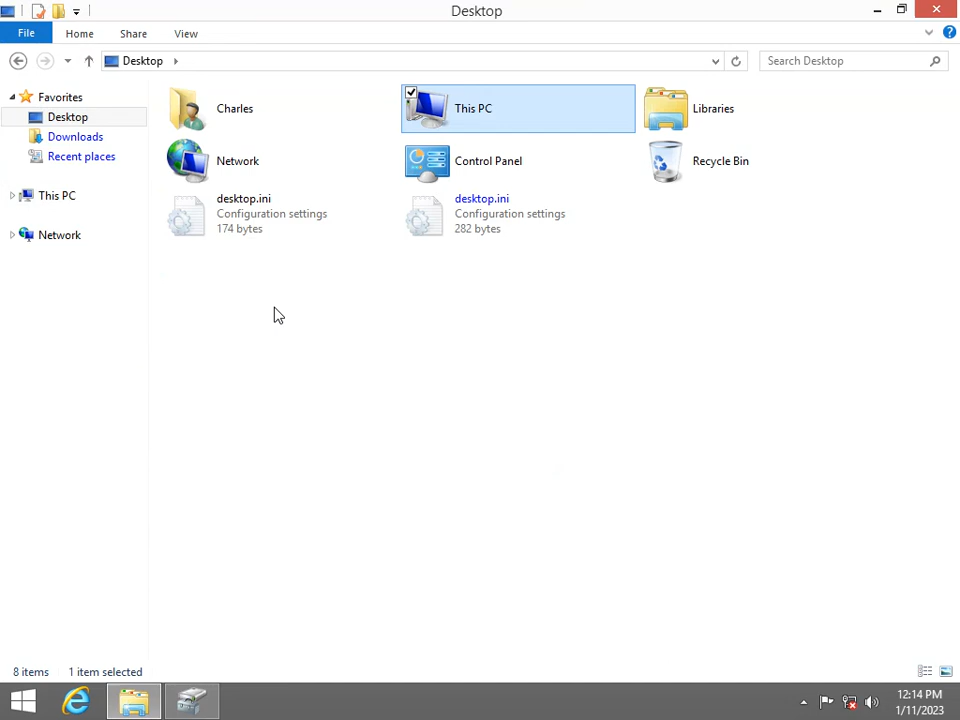 Desktop
File Home Share View
Desktop
Search Desktop
Favorites
Desktop
Downloads
Recent places
This PC
Network
Charles
This PC
Libraries
Network
Control Panel
Recycle Bin
desktop.ini
Configuration settings
174 bytes
desktop.ini
Configuration settings
282 bytes
8 items 1 item selected
12:14 PM
1/11/2023